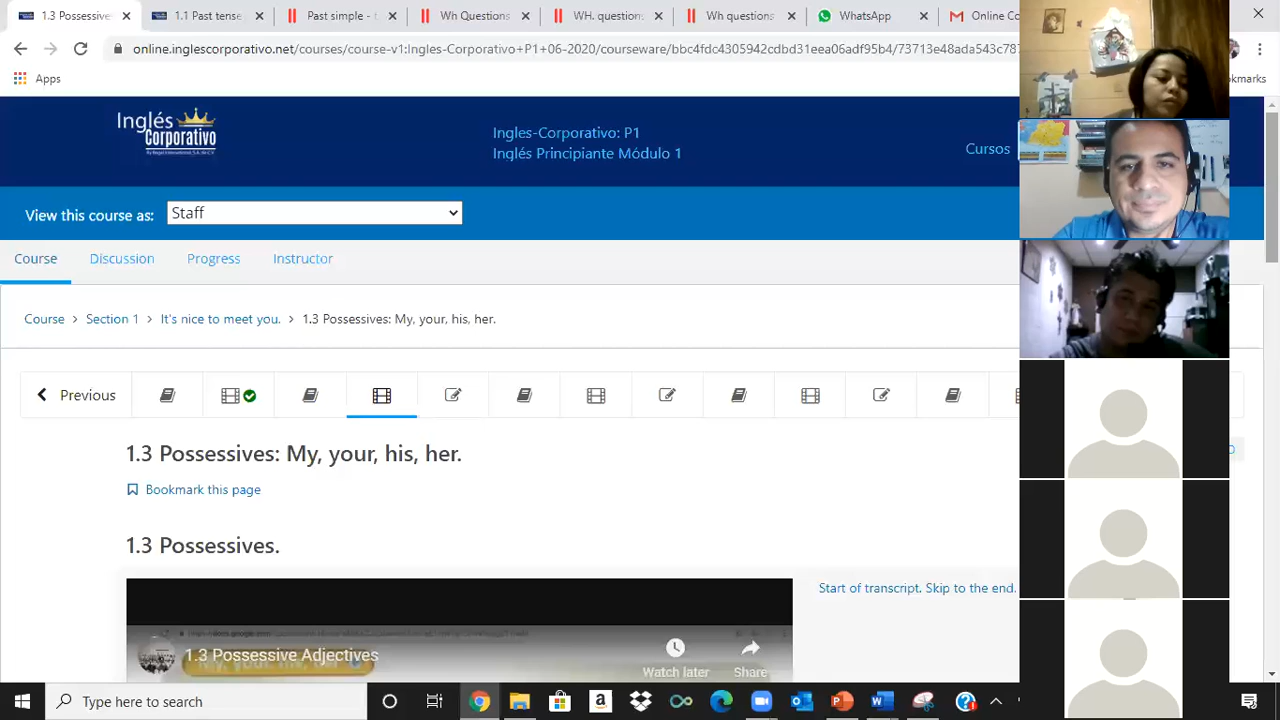 1.3 Possessives
1.1 Past tens
Past simple - G
Wh Questions
WH. questions
Wh questions
WhatsApp
Online Co
online.inglescorporativo.net/courses/course-v1:Ingles-Corporativo+P1+06-2020/courseware/bbc4fdc4305942cdbd31eea06adf95b4/73713e48ada543c787
Apps
okmarks
Inglés
Corporativo
Ingles-Corporativo: P1
Inglés Principiante Módulo 1
Cursos
View this course as:
Staff
Course
Discussion
Progress
Instructor
Course > Section 1 > It's nice to meet you. > 1.3 Possessives: My, your, his, her.
Previous
1.3 Possessives: My, your, his, her.
Bookmark this page
1.3 Possessives.
Start of transcript. Skip to the end.
1.3 Possessive Adjectives
Watch later
Share
Type here to search